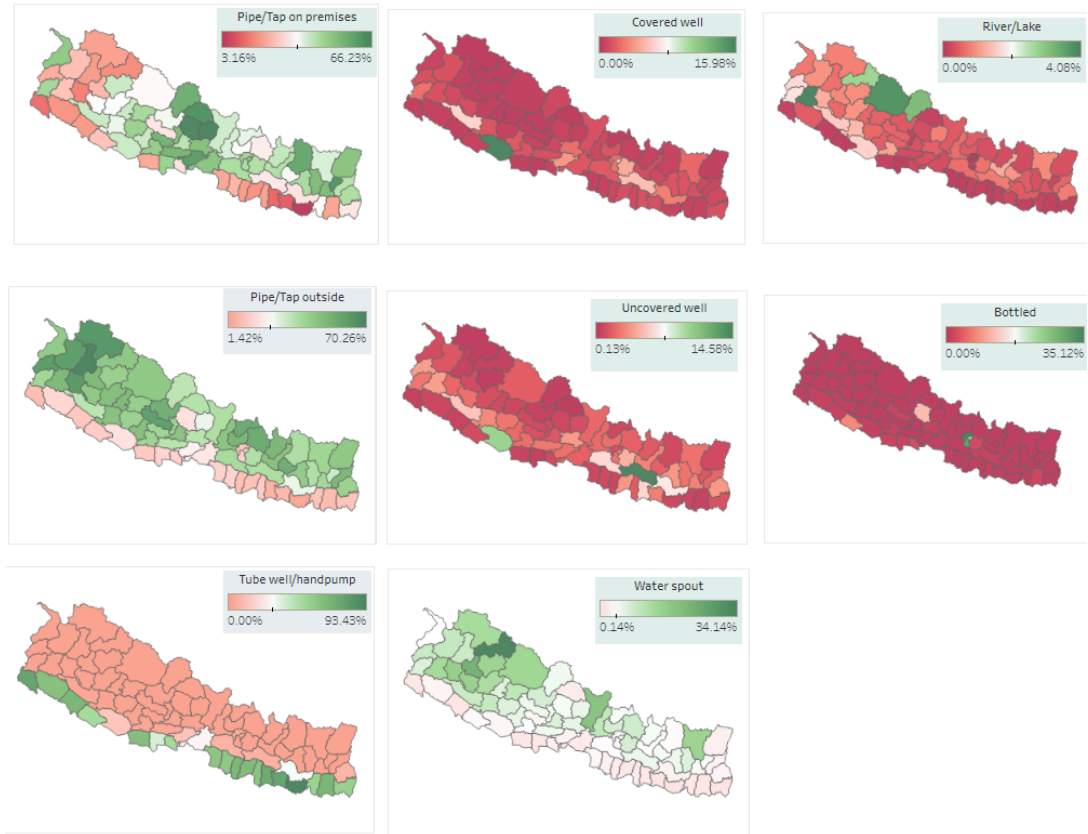 Pipe/Tap on premises
3.16% 66.23%
Covered well
0.00% 15.98%
River/Lake
0.00% 4.08%
Pipe/Tap outside
1.42% 70.26%
Uncovered well
0.13% 14.58%
Bottled
0.00% 35.12%
Tube well/handpump
0.00% 93.43%
Water spout
0.14% 34.14%